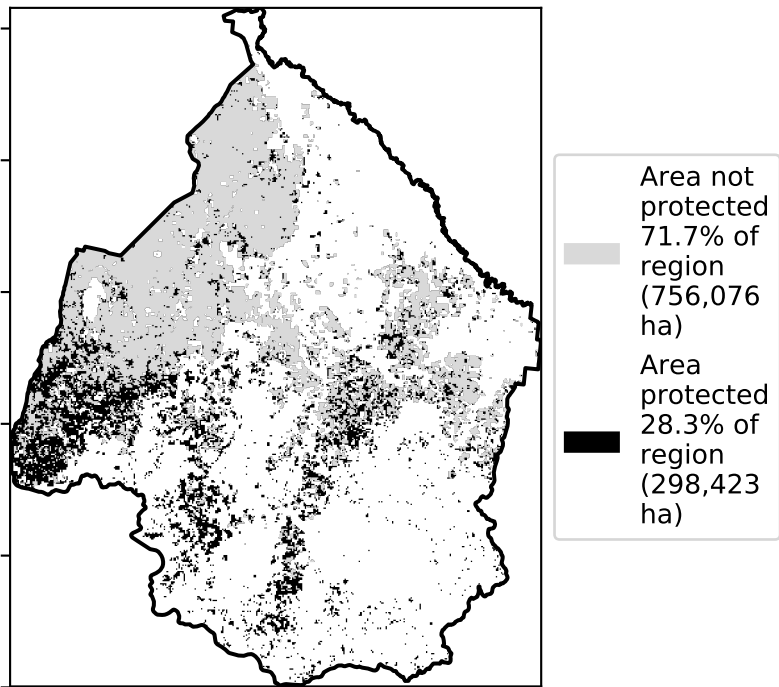 Area not
protected
71.7% of
region
(756,076
ha)
Area
protected
28.3% of
region
(298,423
ha)